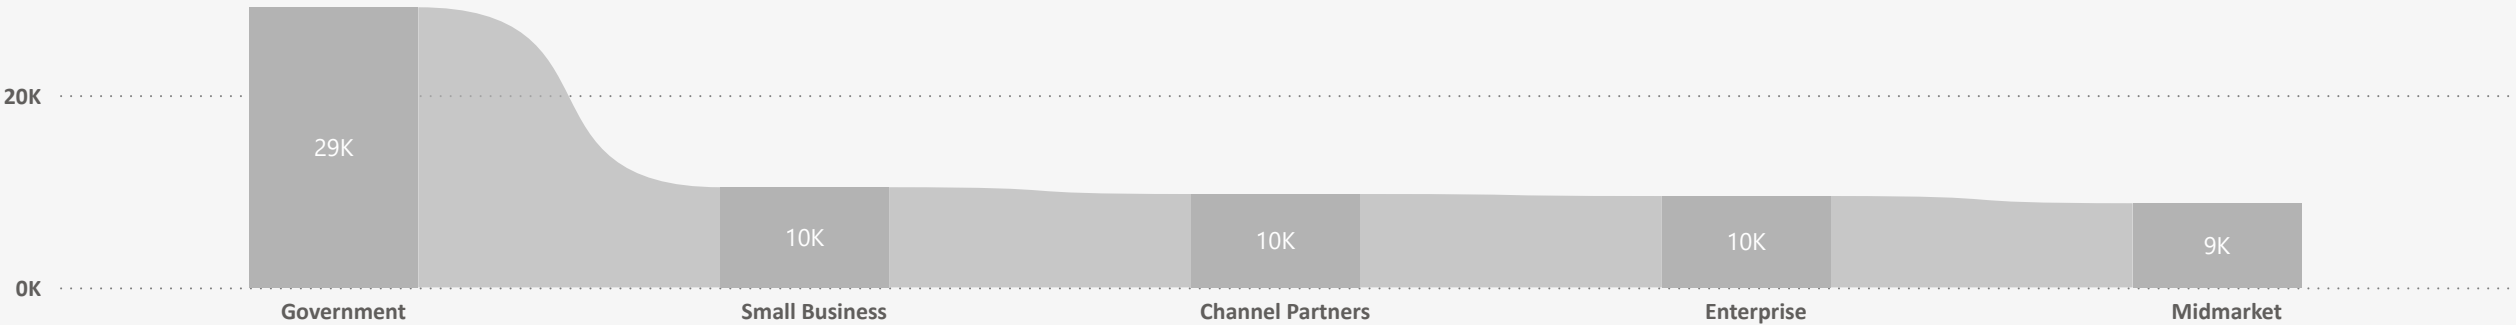 20K
29K
10K
10K
10K
9K
0K
Government
Small Business
Channel Partners
Enterprise
Midmarket